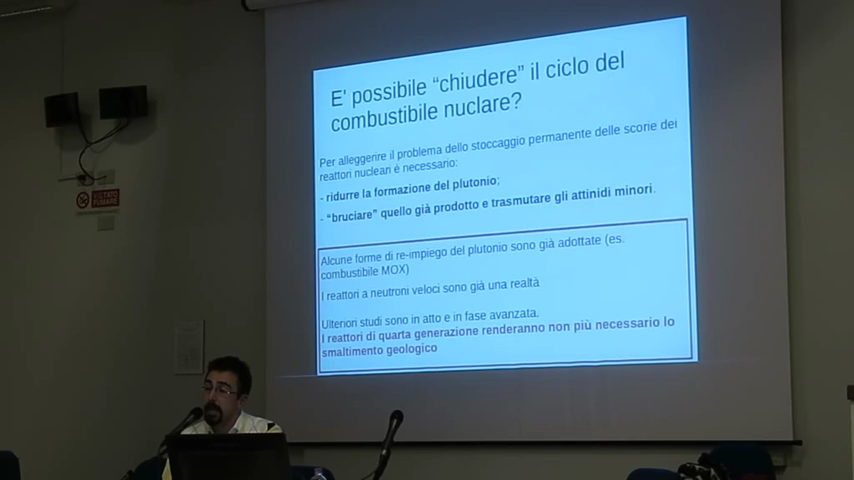 E' possibile “chiudere” il ciclo del
combustibile nuclare?
Per alleggerire il problema dello stoccaggio permanente delle scorie dei
reattori nucleari è necessario:
- ridurre la formazione del plutonio;
- “bruciare” quello già prodotto e trasmutare gli attinidi minori.
Alcune forme di re-impiego del plutonio sono già adottate (es.
combustibile MOX)
I reattori a neutroni veloci sono già una realtà
Ulteriori studi sono in atto e in fase avanzata.
I reattori di quarta generazione renderanno non più necessario lo
smaltimento geologico
VIETATO
FUMARE